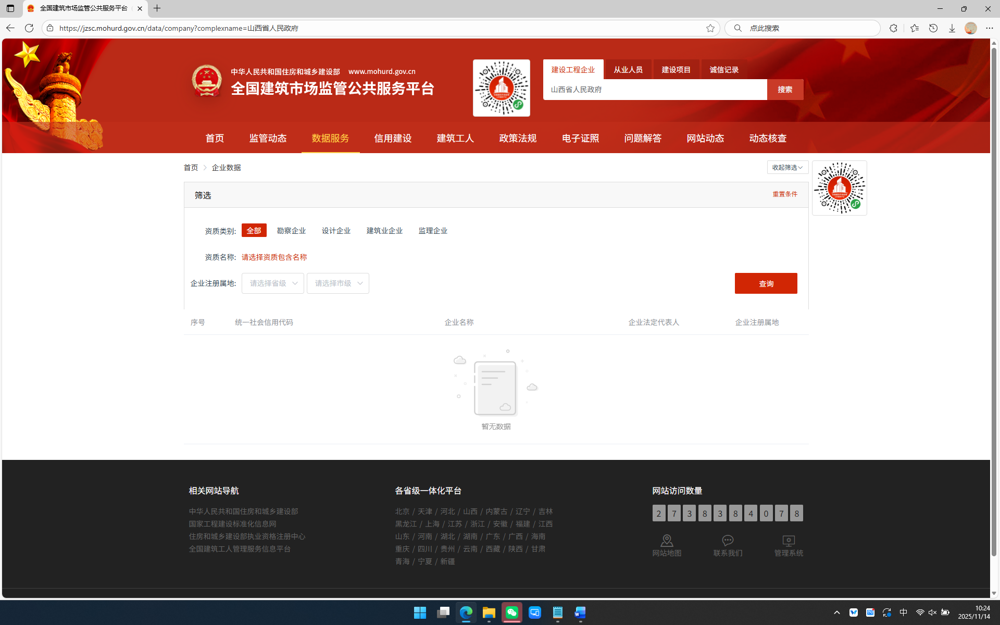 全国建筑市场监管公共服务平台
https://jzsc.mohurd.gov.cn/data/company?complexname=山西省人民政府
点此搜索
中华人民共和国住房和城乡建设部 www.mohurd.gov.cn
全国建筑市场监管公共服务平台
建设工程企业 从业人员 建设项目 诚信记录
山西省人民政府 搜索
首页 监管动态 数据服务 信用建设 建筑工人 政策法规 电子证照 问题解答 网站动态 动态核查
首页 企业数据 收起筛选
筛选 重置条件
资质类别: 全部 勘察企业 设计企业 建筑业企业 监理企业
资质名称: 请选择资质包含名称
企业注册属地: 请选择省级 请选择市级 查询
序号 统一社会信用代码 企业名称 企业法定代表人 企业注册属地
暂无数据
相关网站导航
中华人民共和国住房和城乡建设部
国家工程建设标准化信息网
住房和城乡建设部执业资格注册中心
全国建筑工人管理服务信息平台
各省级一体化平台
北京 / 天津 / 河北 / 山西 / 内蒙古 / 辽宁 / 吉林
黑龙江 / 上海 / 江苏 / 浙江 / 安徽 / 福建 / 江西
山东 / 河南 / 湖北 / 湖南 / 广东 / 广西 / 海南
重庆 / 四川 / 贵州 / 云南 / 西藏 / 陕西 / 甘肃
青海 / 宁夏 / 新疆
网站访问数量
2 7 3 8 3 8 4 0 7 8
网站地图 联系我们 管理系统
中
10:24
2025/11/14